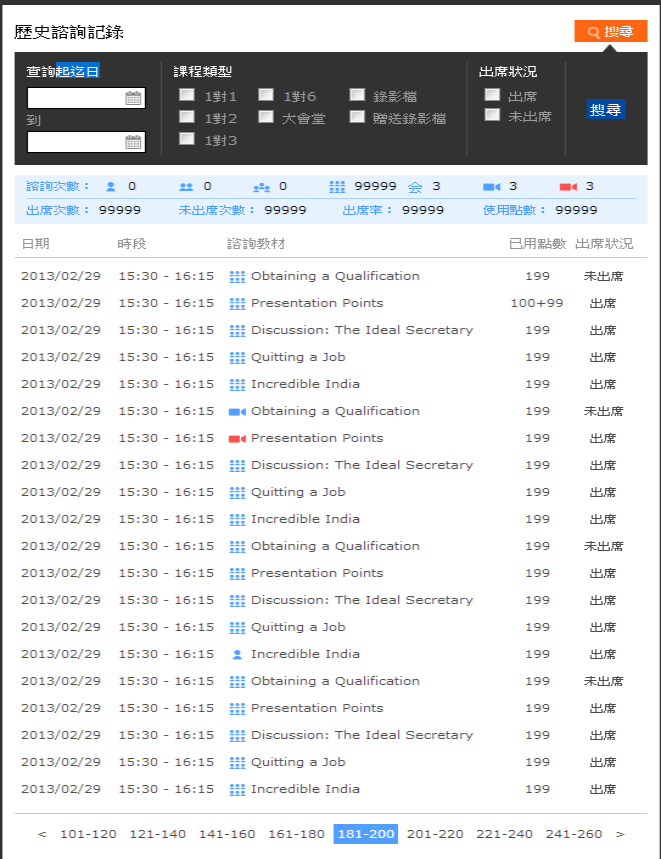 歷史諮詢記錄 搜尋
查詢起迄日 課程類型 出席狀況
1對1 1對6 錄影檔 出席
到 1對2 大會堂 贈送錄影檔 未出席 搜尋
1對3
諮詢次數： 0 0 0 99999 会 3 3 3
出席次數： 99999 未出席次數： 99999 出席率： 99999 使用點數： 99999
日期 時段 諮詢教材 已用點數 出席狀況
2013/02/29 15:30 - 16:15 Obtaining a Qualification 199 未出席
2013/02/29 15:30 - 16:15 Presentation Points 100+99 出席
2013/02/29 15:30 - 16:15 Discussion: The Ideal Secretary 199 出席
2013/02/29 15:30 - 16:15 Quitting a Job 199 出席
2013/02/29 15:30 - 16:15 Incredible India 199 出席
2013/02/29 15:30 - 16:15 Obtaining a Qualification 199 未出席
2013/02/29 15:30 - 16:15 Presentation Points 199 出席
2013/02/29 15:30 - 16:15 Discussion: The Ideal Secretary 199 出席
2013/02/29 15:30 - 16:15 Quitting a Job 199 出席
2013/02/29 15:30 - 16:15 Incredible India 199 出席
2013/02/29 15:30 - 16:15 Obtaining a Qualification 199 未出席
2013/02/29 15:30 - 16:15 Presentation Points 199 出席
2013/02/29 15:30 - 16:15 Discussion: The Ideal Secretary 199 出席
2013/02/29 15:30 - 16:15 Quitting a Job 199 出席
2013/02/29 15:30 - 16:15 Incredible India 199 出席
2013/02/29 15:30 - 16:15 Obtaining a Qualification 199 未出席
2013/02/29 15:30 - 16:15 Presentation Points 199 出席
2013/02/29 15:30 - 16:15 Discussion: The Ideal Secretary 199 出席
2013/02/29 15:30 - 16:15 Quitting a Job 199 出席
2013/02/29 15:30 - 16:15 Incredible India 199 出席
< 101-120 121-140 141-160 161-180 181-200 201-220 221-240 241-260 >